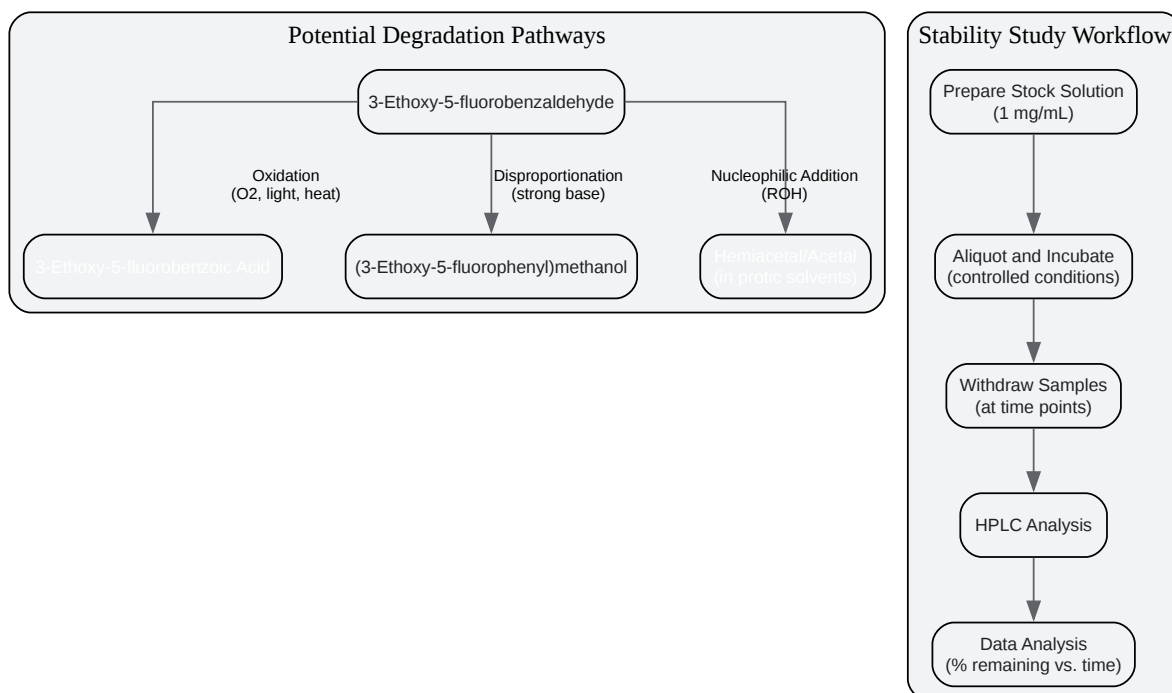 Potential Degradation Pathways
3-Ethoxy-5-fluorobenzaldehyde
Oxidation
(O2, light, heat)
Disproportionation
(strong base)
Nucleophilic Addition
(ROH)
3-Ethoxy-5-fluorobenzoic Acid
(3-Ethoxy-5-fluorophenyl)methanol
Hemiacetal/Acetal
(in protic solvents)
Stability Study Workflow
Prepare Stock Solution
(1 mg/mL)
Aliquot and Incubate
(controlled conditions)
Withdraw Samples
(at time points)
HPLC Analysis
Data Analysis
(% remaining vs. time)